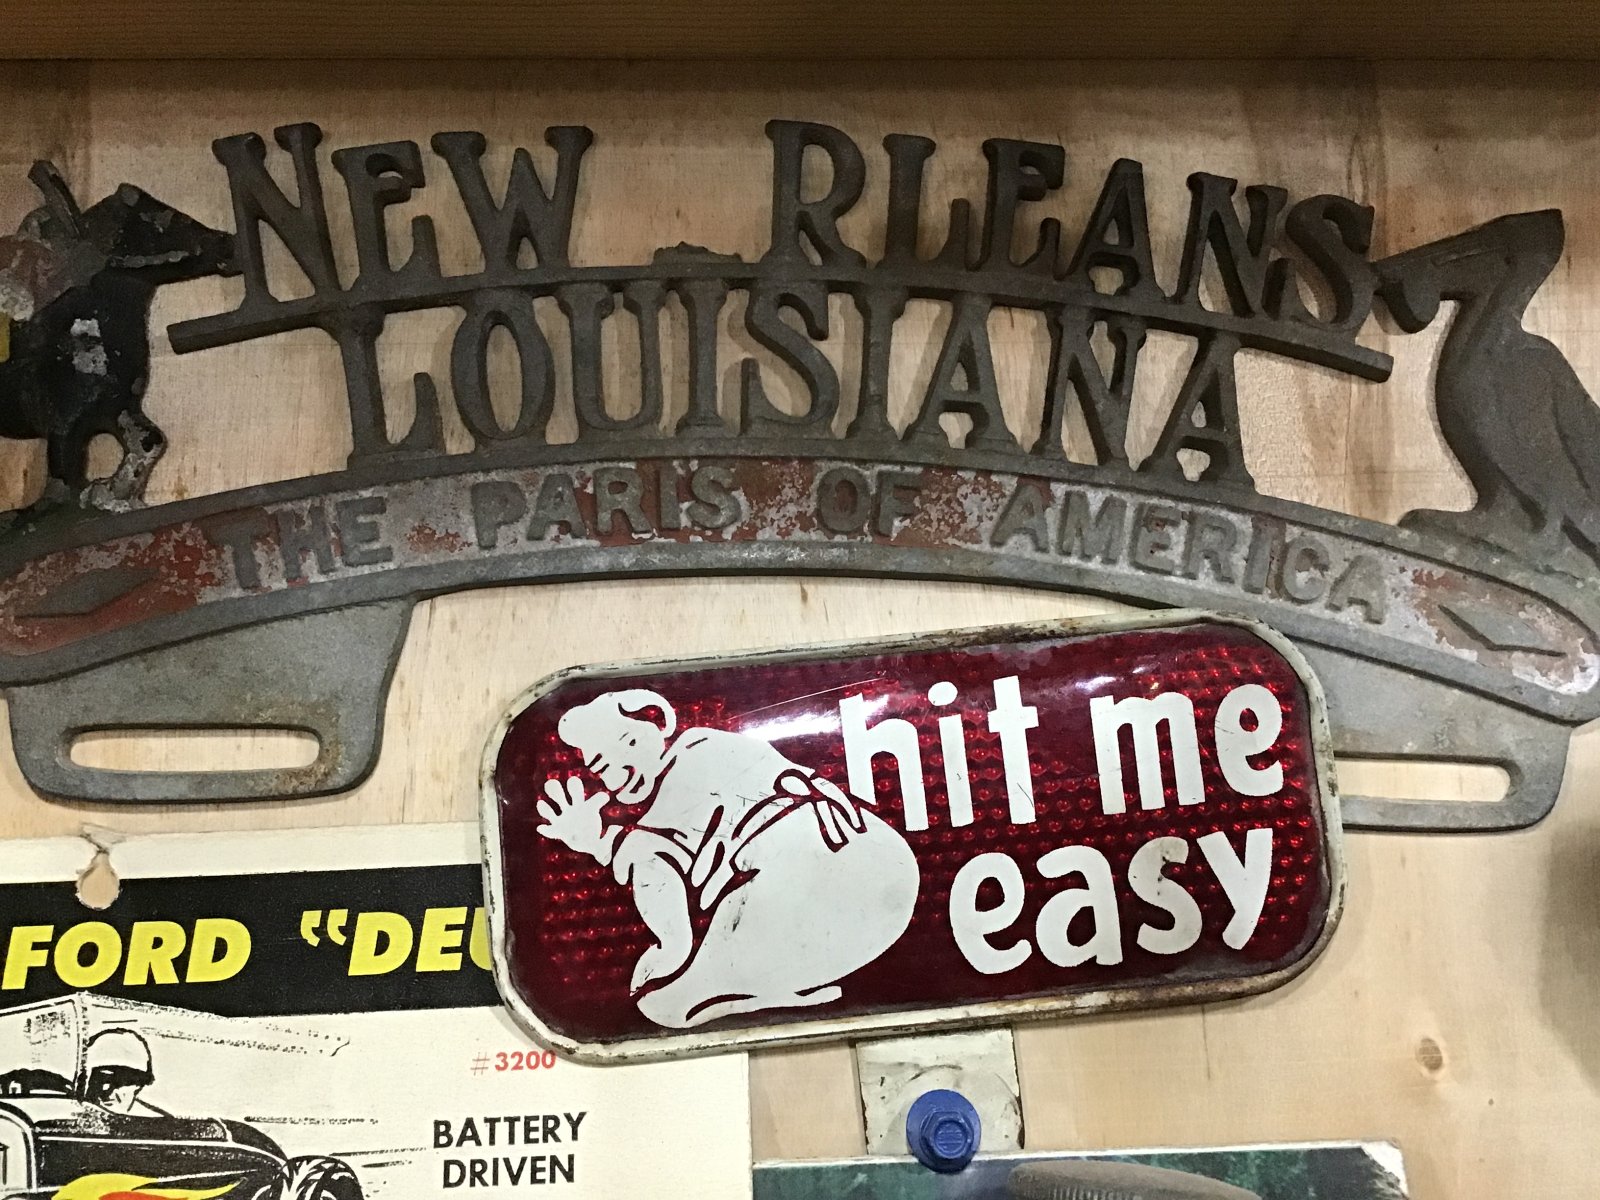 NEW RLEANS
LOUISIANA
THE PARIS OF AMERICA
hit me
easy
FORD "DEU
#3200
BATTERY
DRIVEN